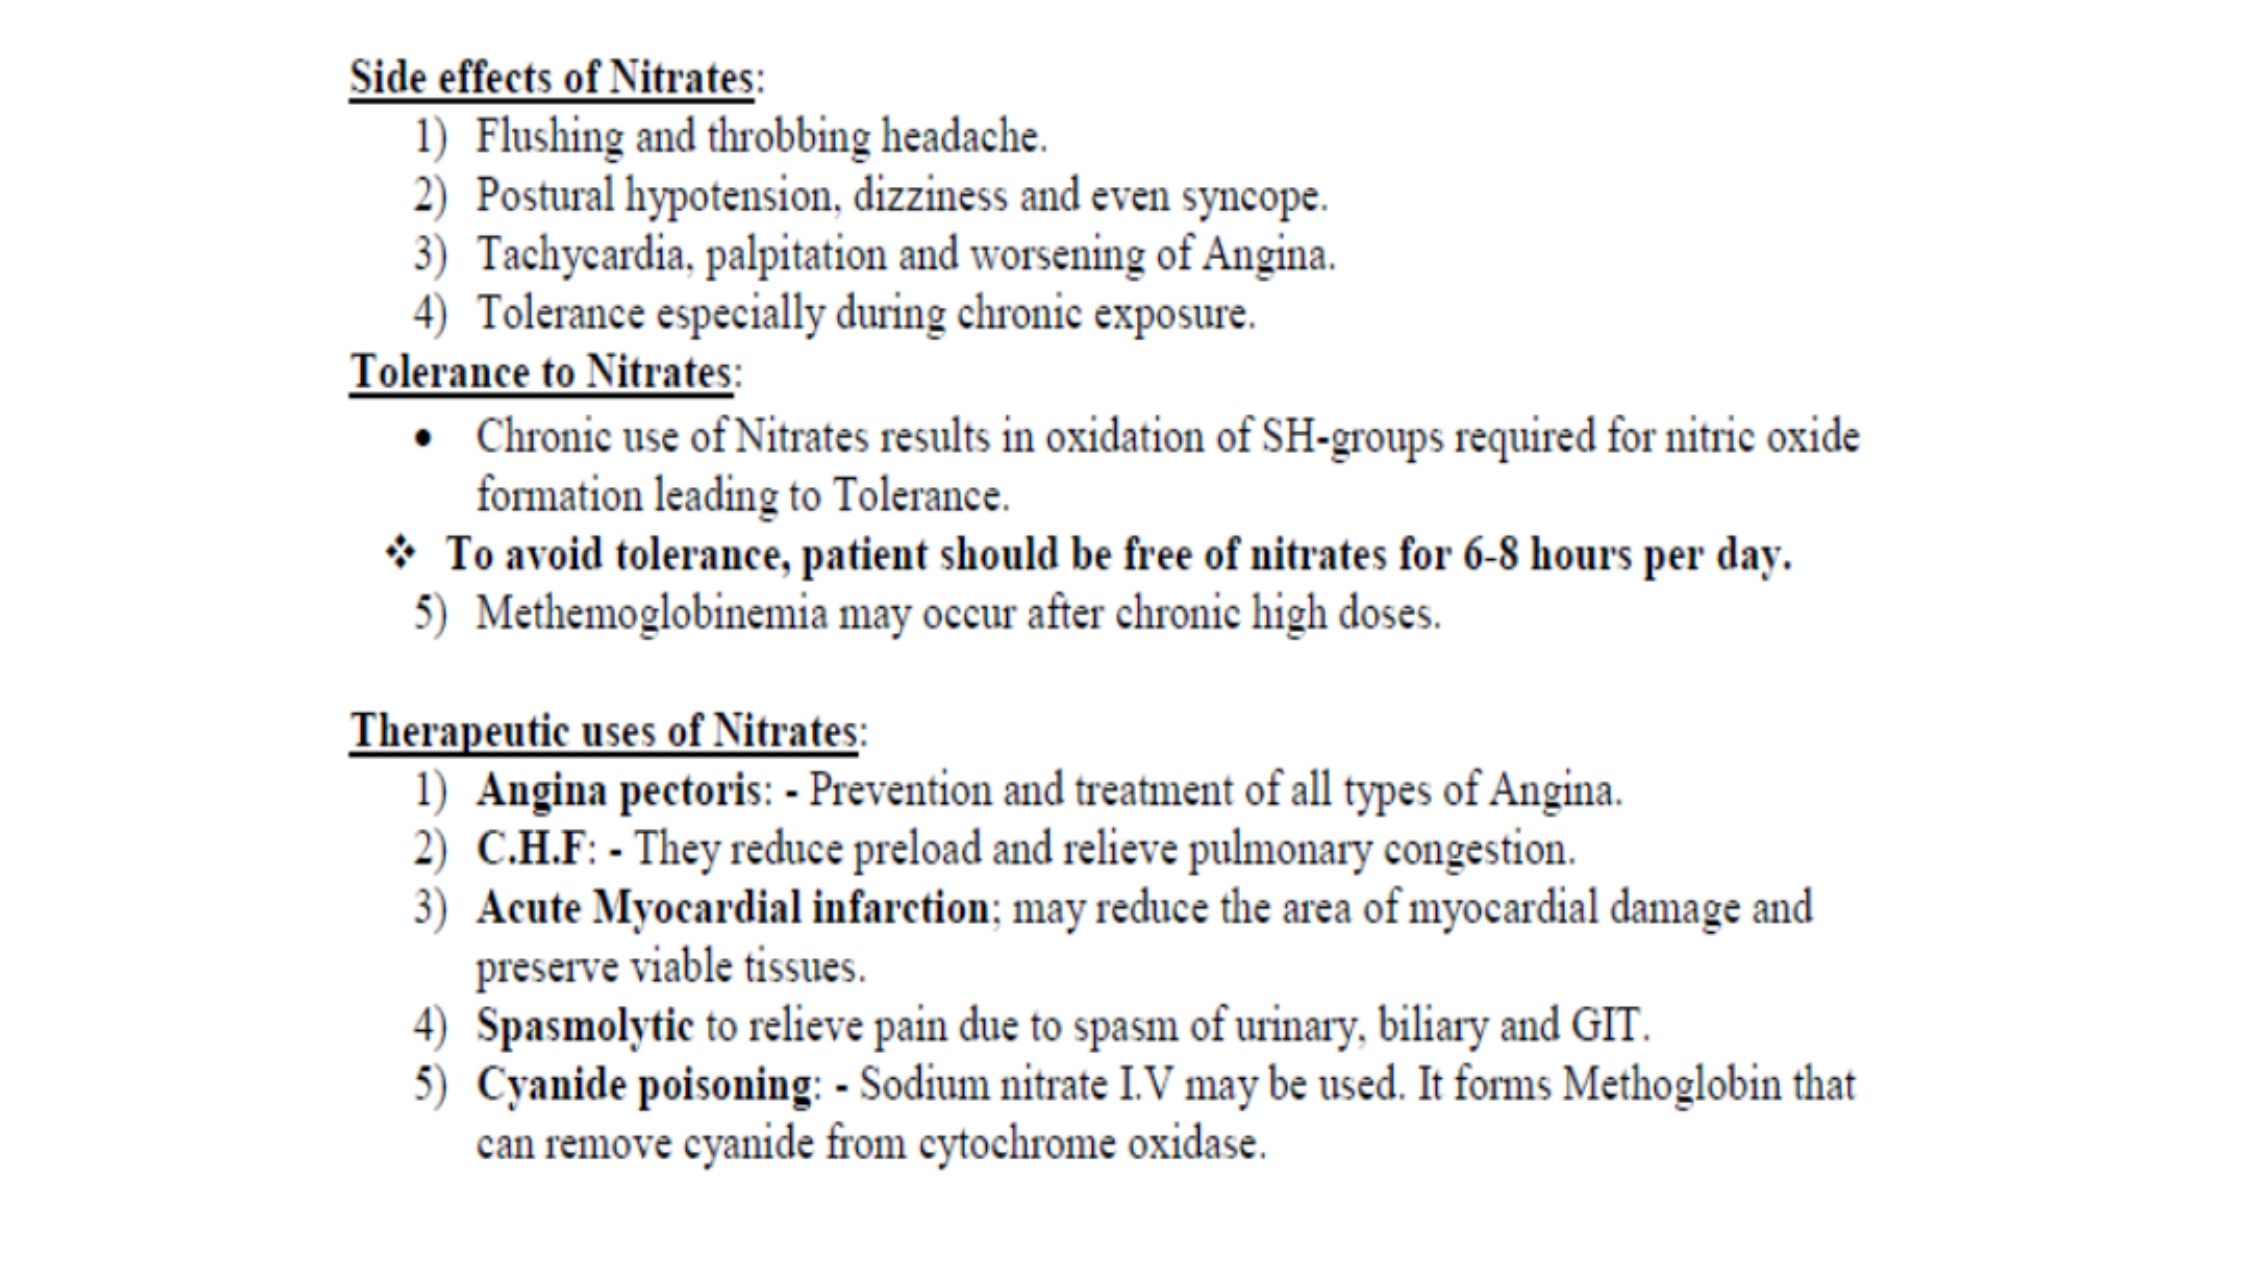 Side effects of Nitrates:
1) Flushing and throbbing headache.
2) Postural hypotension, dizziness and even syncope.
3) Tachycardia, palpitation and worsening of Angina.
4) Tolerance especially during chronic exposure.
Tolerance to Nitrates:
• Chronic use of Nitrates results in oxidation of SH-groups required for nitric oxide
formation leading to Tolerance.
❖ To avoid tolerance, patient should be free of nitrates for 6-8 hours per day.
5) Methemoglobinemia may occur after chronic high doses.
Therapeutic uses of Nitrates:
1) Angina pectoris: - Prevention and treatment of all types of Angina.
2) C.H.F: - They reduce preload and relieve pulmonary congestion.
3) Acute Myocardial infarction; may reduce the area of myocardial damage and
preserve viable tissues.
4) Spasmolytic to relieve pain due to spasm of urinary, biliary and GIT.
5) Cyanide poisoning: - Sodium nitrate I.V may be used. It forms Methoglobin that
can remove cyanide from cytochrome oxidase.